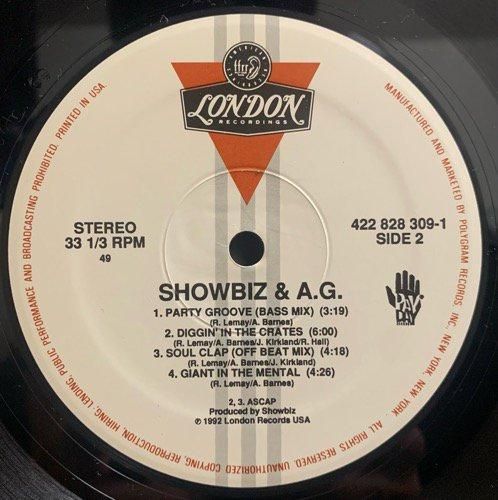 AMERICAN
ffrr
LONDON
RECORDINGS
STEREO
33 1/3 RPM
49
422 828 309-1
SIDE 2
SHOWBIZ & A.G.
1. PARTY GROOVE (BASS MIX) (3:19)
(R. Lemay/A. Barnes)
2. DIGGIN' IN THE CRATES (6:00)
(R. Lemay/A. Barnes/J. Kirkland/R. Hall)
3. SOUL CLAP (OFF BEAT MIX) (4:18)
(R. Lemay/A. Barnes/J. Kirkland)
4. GIANT IN THE MENTAL (4:26)
(R. Lemay/A. Barnes)
2, 3. ASCAP
Produced by Showbiz
℗ 1992 London Records USA
PAY DAY
MANUFACTURED AND MARKETED BY POLYGRAM RECORDS, INC. NEW YORK, NEW YORK. ALL RIGHTS RESERVED. UNAUTHORIZED COPYING, REPRODUCTION, HIRING, LENDING, PUBLIC PERFORMANCE AND BROADCASTING PROHIBITED. PRINTED IN USA.